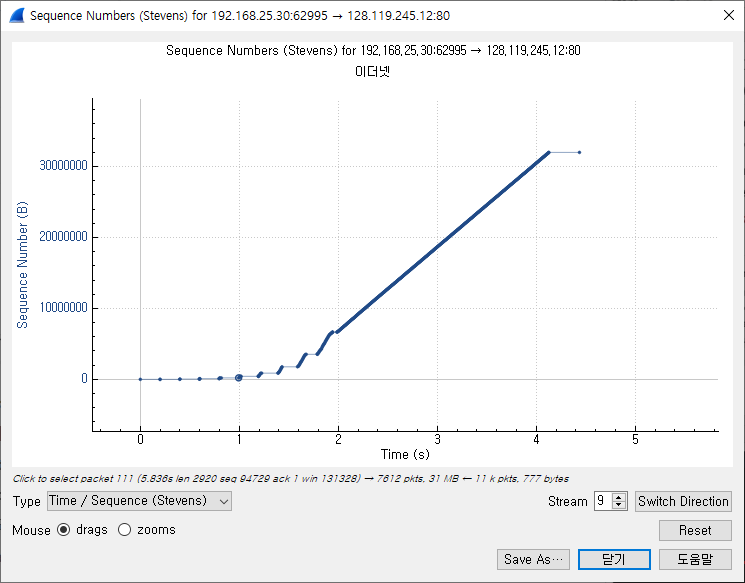 Sequence Numbers (Stevens) for 192.168.25.30:62995 → 128.119.245.12:80
Sequence Numbers (Stevens) for 192.168.25.30:62995 → 128.119.245.12:80
이더넷
30000000
20000000
10000000
0
Sequence Number (B)
0 1 2 3 4 5
Time (s)
Click to select packet 111 (5.836s len 2920 seq 94729 ack 1 win 131328) → 7612 pkts, 31 MB ← 11 k pkts, 777 bytes
Type Time / Sequence (Stevens) Stream 9 Switch Direction
Mouse drags zooms Reset
Save As… 닫기 도움말